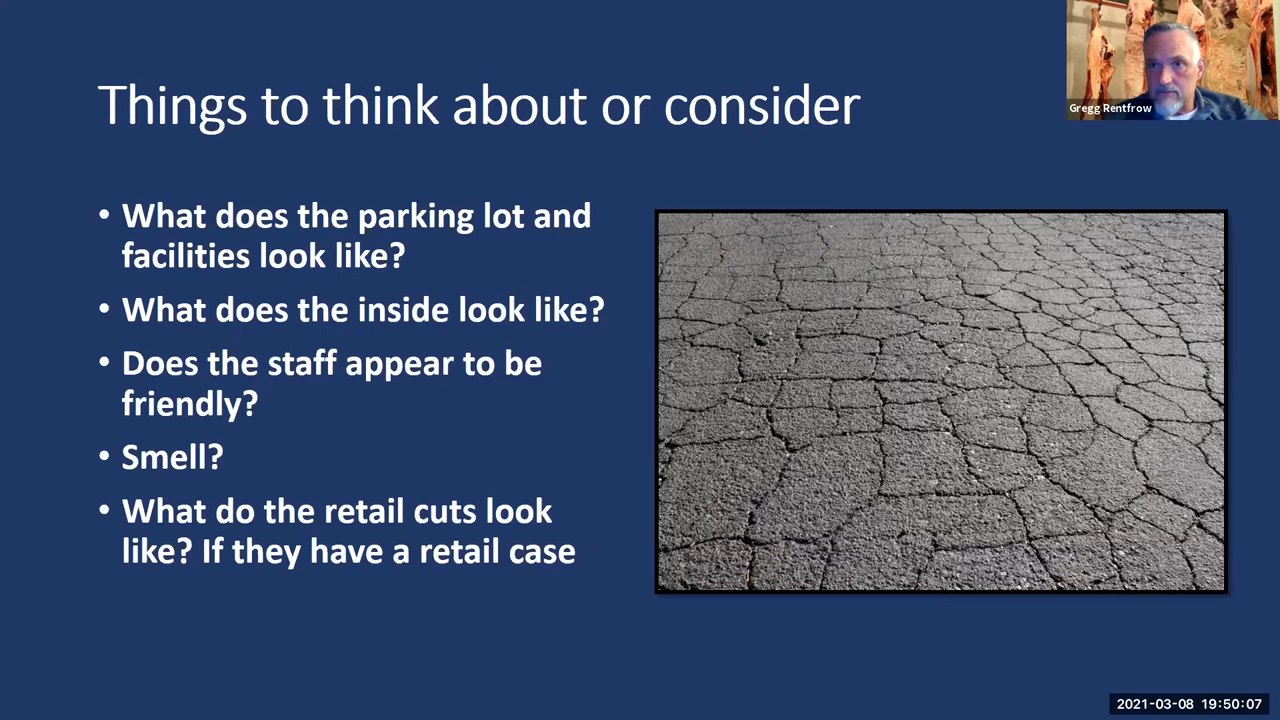 Things to think about or consider
Gregg Rentfrow
• What does the parking lot and
facilities look like?
• What does the inside look like?
• Does the staff appear to be
friendly?
• Smell?
• What do the retail cuts look
like? If they have a retail case
2021-03-08 19:50:07